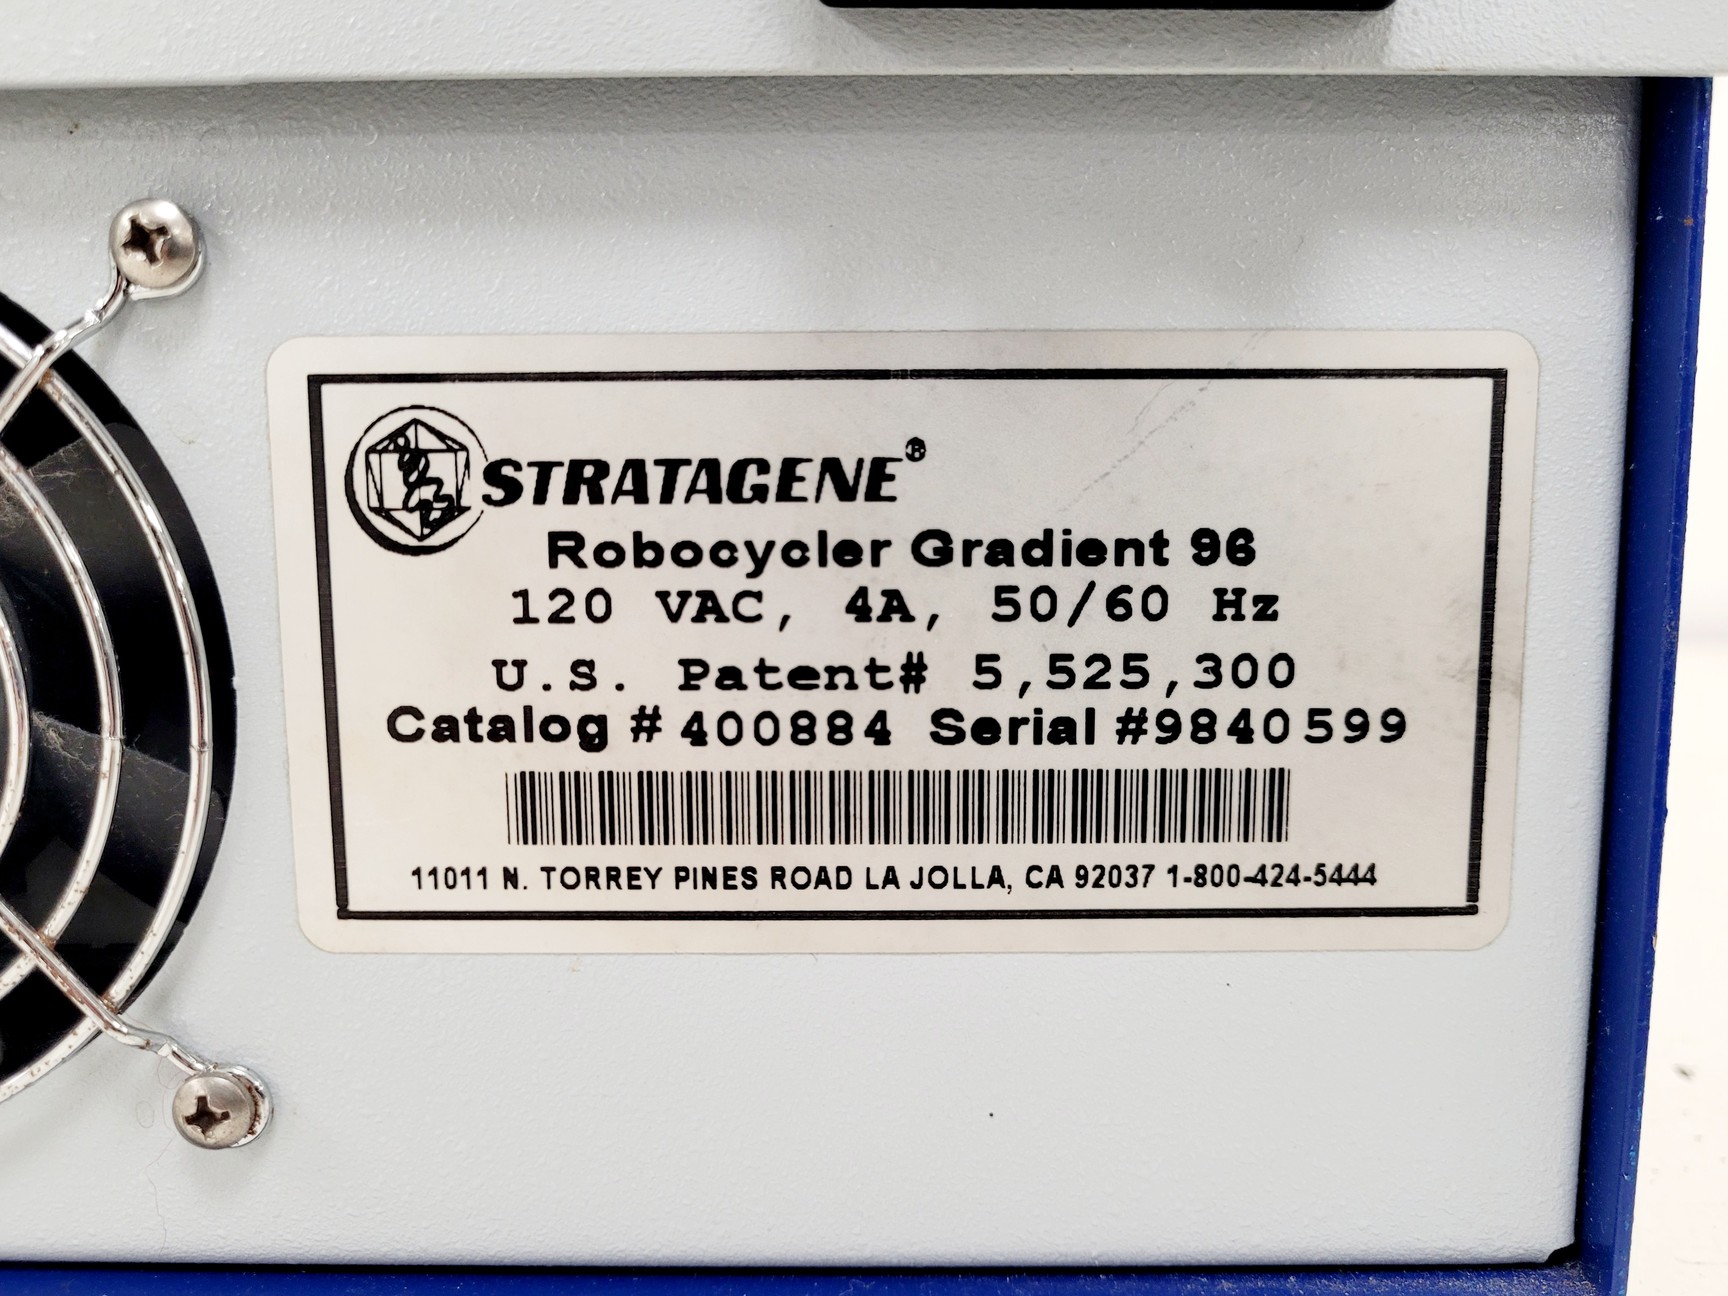 STRATAGENE®
Robocycler Gradient 96
120 VAC, 4A, 50/60 Hz
U.S. Patent# 5,525,300
Catalog # 400884 Serial #9840599
11011 N. TORREY PINES ROAD LA JOLLA, CA 92037 1-800-424-5444